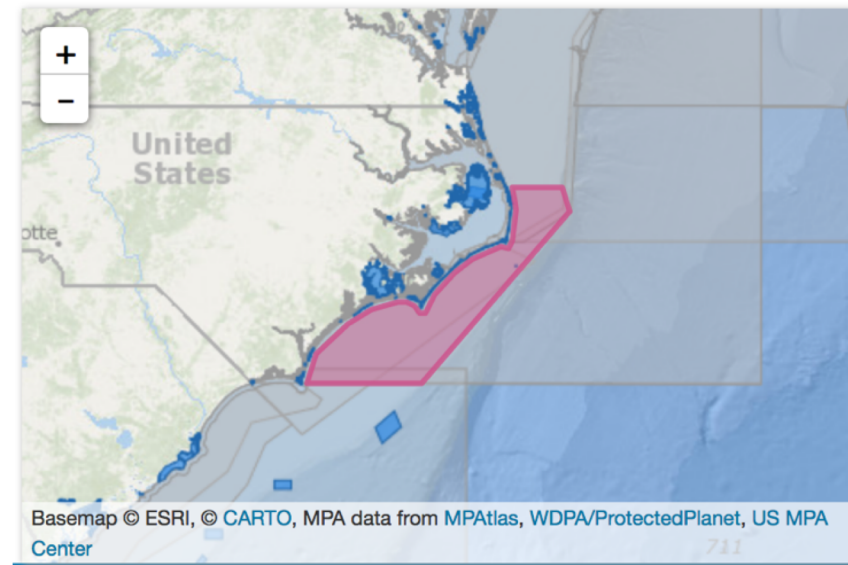 +
−
United
States
otte
Basemap © ESRI, © CARTO, MPA data from MPAtlas, WDPA/ProtectedPlanet, US MPA
Center
711